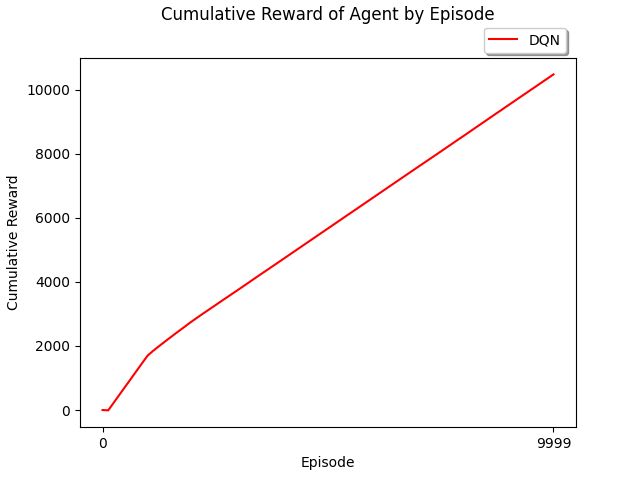 Cumulative Reward of Agent by Episode
DQN
10000
8000
6000
4000
2000
0
Cumulative Reward
0
9999
Episode